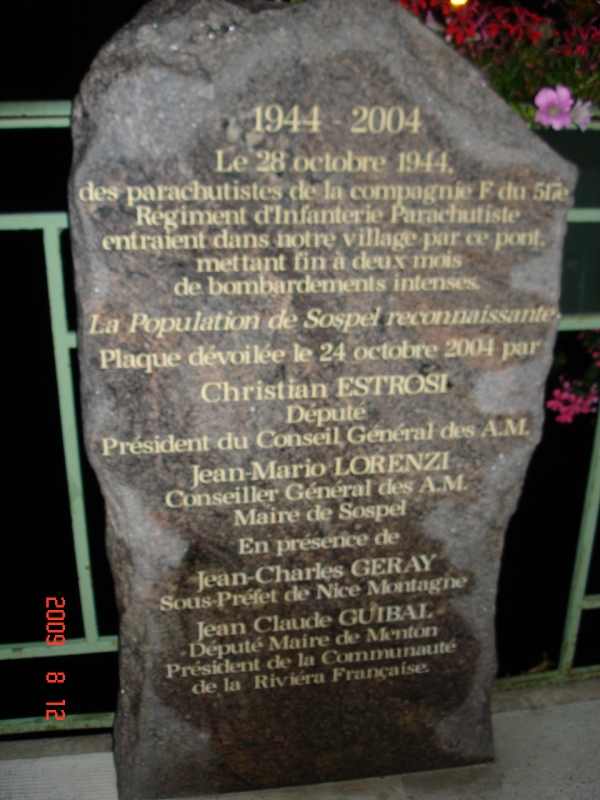 1944 - 2004
Le 28 octobre 1944,
des parachutistes de la compagnie F du 517e
Régiment d'Infanterie Parachutiste
entraient dans notre village par ce pont,
mettant fin à deux mois
de bombardements intenses.
La Population de Sospel reconnaissante
Plaque dévoilée le 24 octobre 2004 par
Christian ESTROSI
Député
Président du Conseil Général des A.M.
Jean-Mario LORENZI
Conseiller Général des A.M.
Maire de Sospel
En présence de
Jean-Charles GERAY
Sous-Préfet de Nice Montagne
Jean Claude GUIBAL
Député Maire de Menton
Président de la Communauté
de la Riviéra Française.
2009 8 12